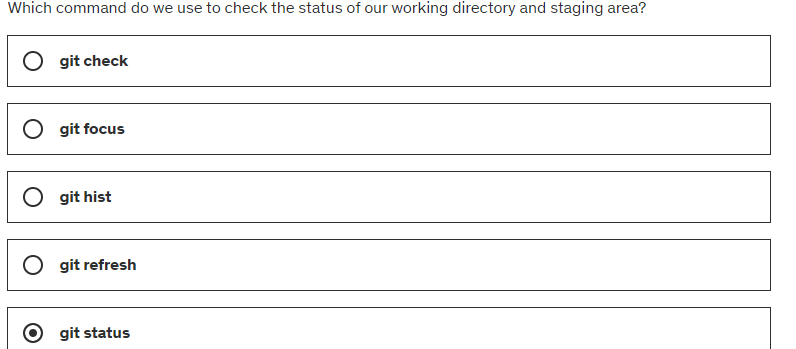 Which command do we use to check the status of our working directory and staging area?
git check
git focus
git hist
git refresh
git status